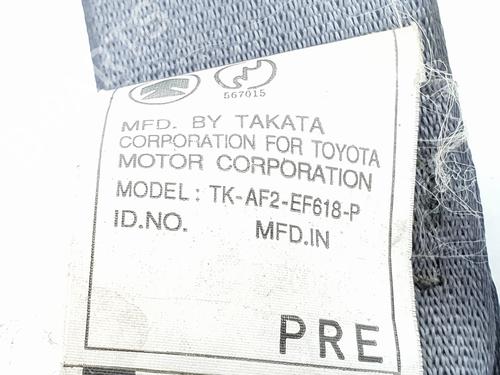 567015
MFD. BY TAKATA
CORPORATION FOR TOYOTA
MOTOR CORPORATION
MODEL: TK-AF2-EF618-P
ID.NO. MFD.IN
PRE